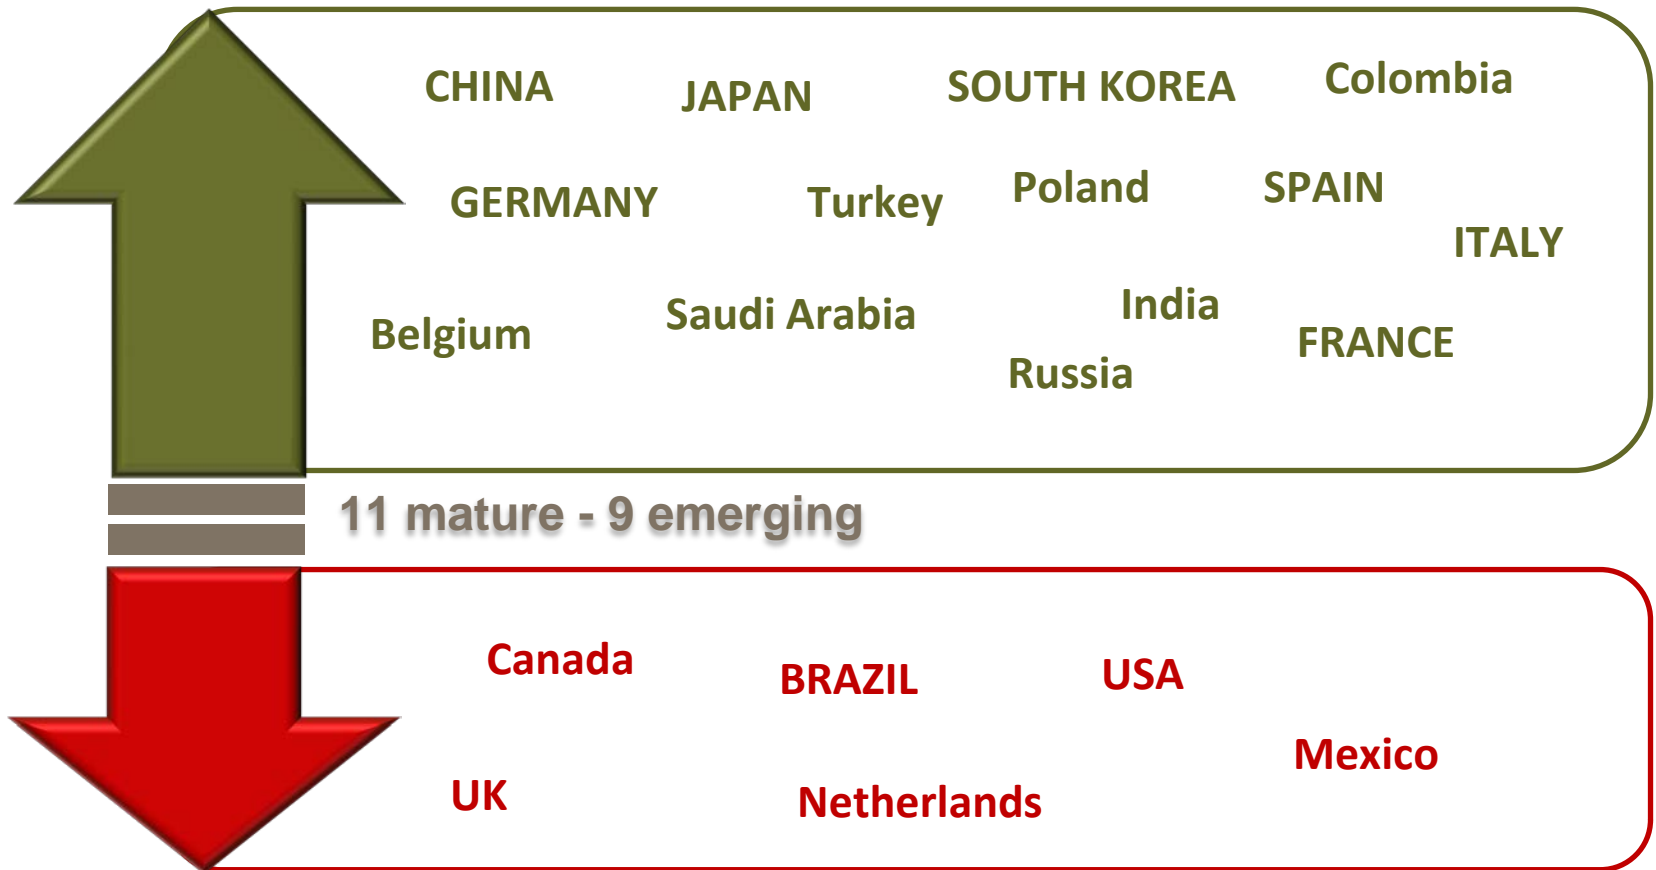 CHINA
JAPAN
SOUTH KOREA
Colombia
GERMANY
Turkey
Poland
SPAIN
ITALY
Belgium
Saudi Arabia
India
Russia
FRANCE
11 mature - 9 emerging
Canada
BRAZIL
USA
Mexico
UK
Netherlands